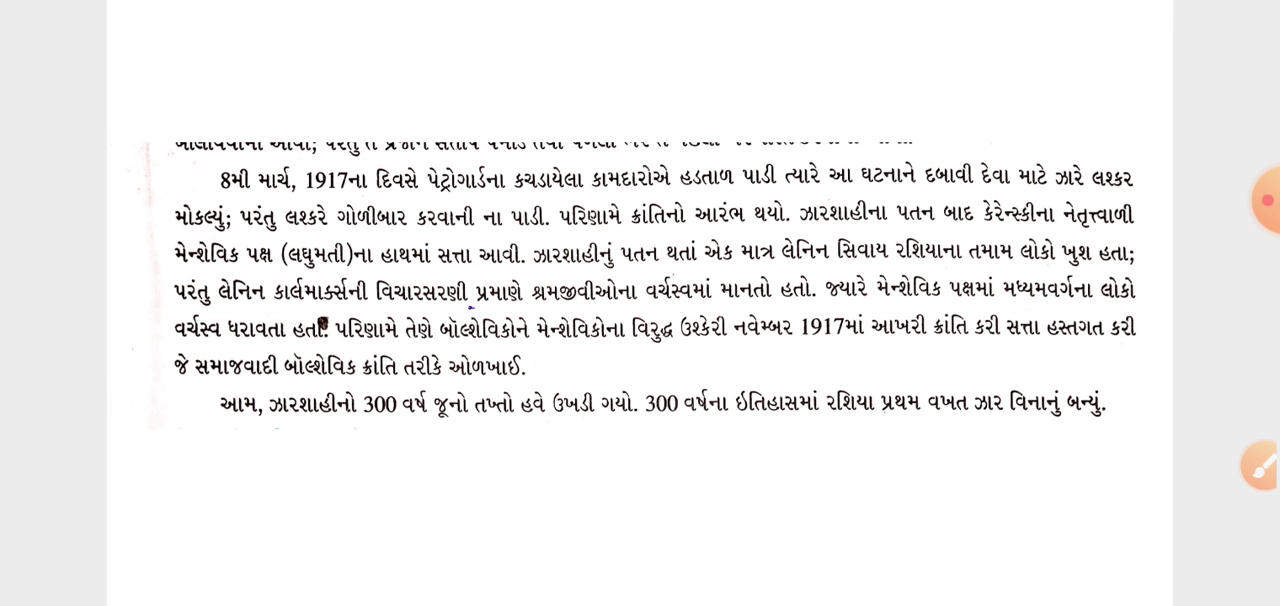 8મી માર્ચ, 1917ના દિવસે પેટ્રોગાર્ડના કચડાયેલા કામદારોએ હડતાળ પાડી ત્યારે આ ઘટનાને દબાવી દેવા માટે ઝારે લશ્કર
મોકલ્યું; પરંતુ લશ્કરે ગોળીબાર કરવાની ના પાડી. પરિણામે ક્રાંતિનો આરંભ થયો. ઝારશાહીના પતન બાદ કેરેન્સ્કીના નેતૃત્ત્વાળી
મેન્શેવિક પક્ષ (લઘુમતી)ના હાથમાં સત્તા આવી. ઝારશાહીનું પતન થતાં એક માત્ર લેનિન સિવાય રશિયાના તમામ લોકો ખુશ હતા;
પરંતુ લેનિન કાર્લમાર્ક્સની વિચારસરણી પ્રમાણે શ્રમજીવીઓના વર્ચસ્વમાં માનતો હતો. જ્યારે મેન્શેવિક પક્ષમાં મધ્યમવર્ગના લોકો
વર્ચસ્વ ધરાવતા હતા. પરિણામે તેણે બૉલ્શેવિકોને મેન્શેવિકોના વિરુદ્ધ ઉશ્કેરી નવેમ્બર 1917માં આખરી ક્રાંતિ કરી સત્તા હસ્તગત કરી
જે સમાજવાદી બૉલ્શેવિક ક્રાંતિ તરીકે ઓળખાઈ.
આમ, ઝારશાહીનો 300 વર્ષ જૂનો તખ્તો હવે ઉખડી ગયો. 300 વર્ષના ઇતિહાસમાં રશિયા પ્રથમ વખત ઝાર વિનાનું બન્યું.